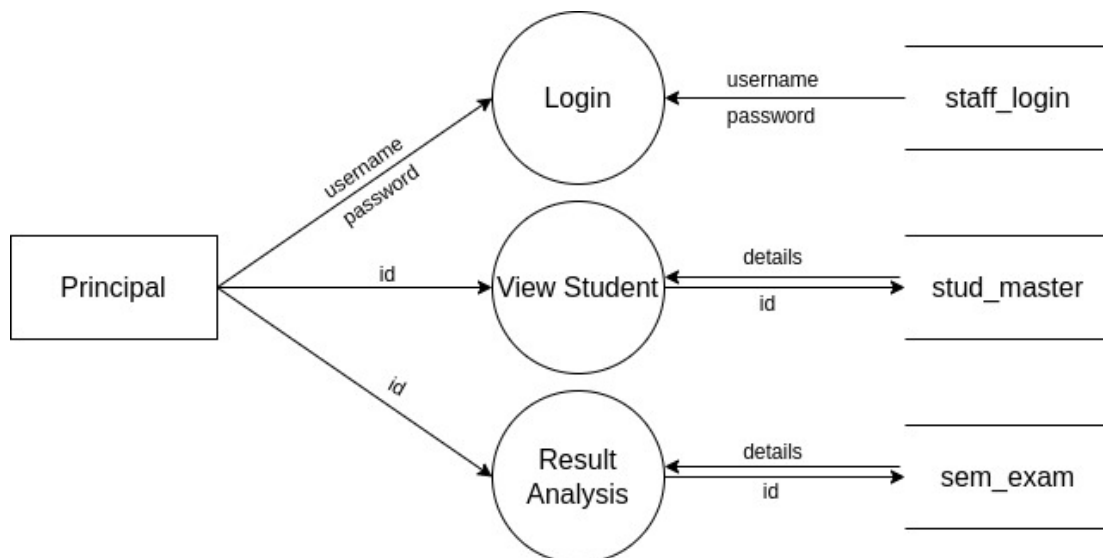 Login
username
password
staff_login
username
password
Principal
id
View Student
details
id
stud_master
id
Result
Analysis
details
id
sem_exam